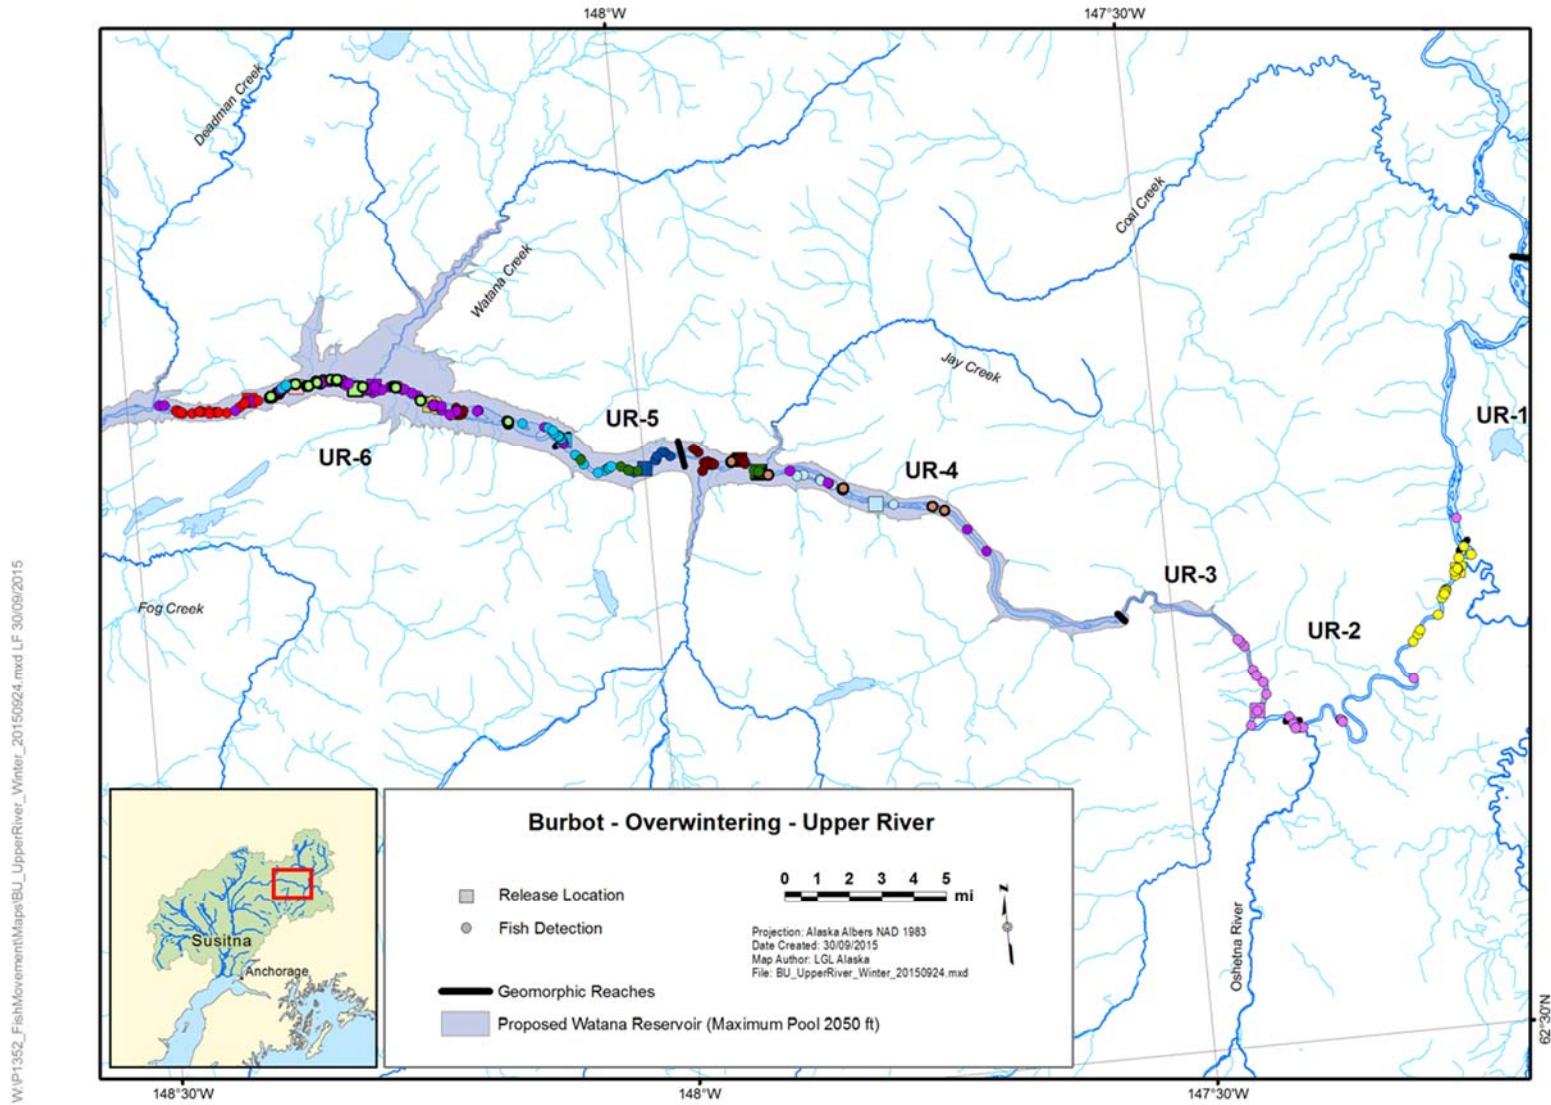 148°W
147°30'W
Deadman Creek
Coal Creek
Watana Creek
Jay Creek
UR-5
UR-1
UR-6
UR-4
UR-3
Fog Creek
UR-2
W:\P1352_FishMovement\Maps\BU_UpperRiver_Winter_20150924.mxd LF 30/09/2015
Susitna
Anchorage
Burbot - Overwintering - Upper River
Release Location
Fish Detection
0 1 2 3 4 5 mi
N
Projection: Alaska Albers NAD 1983
Date Created: 30/09/2015
Map Author: LGL Alaska
File: BU_UpperRiver_Winter_20150924.mxd
Geomorphic Reaches
Proposed Watana Reservoir (Maximum Pool 2050 ft)
Oshetna River
62°30'N
148°30'W
148°W
147°30'W